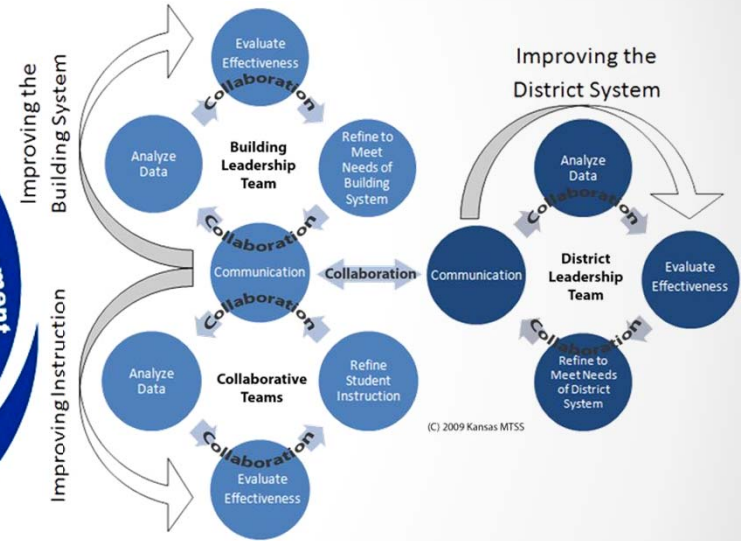 Improving the
Building System
Evaluate
Effectiveness
Collaboration
Analyze
Data
Building
Leadership
Team
Refine to
Meet
Needs of
Building
System
Collaboration
Communication
Collaboration
Collaboration
Improving Instruction
Analyze
Data
Collaborative
Teams
Refine
Student
Instruction
Collaboration
Evaluate
Effectiveness
Improving the
District System
Analyze
Data
Collaboration
Communication
District
Leadership
Team
Evaluate
Effectiveness
Collaboration
Refine to
Meet Needs
of District
System
(C) 2009 Kansas MTSS